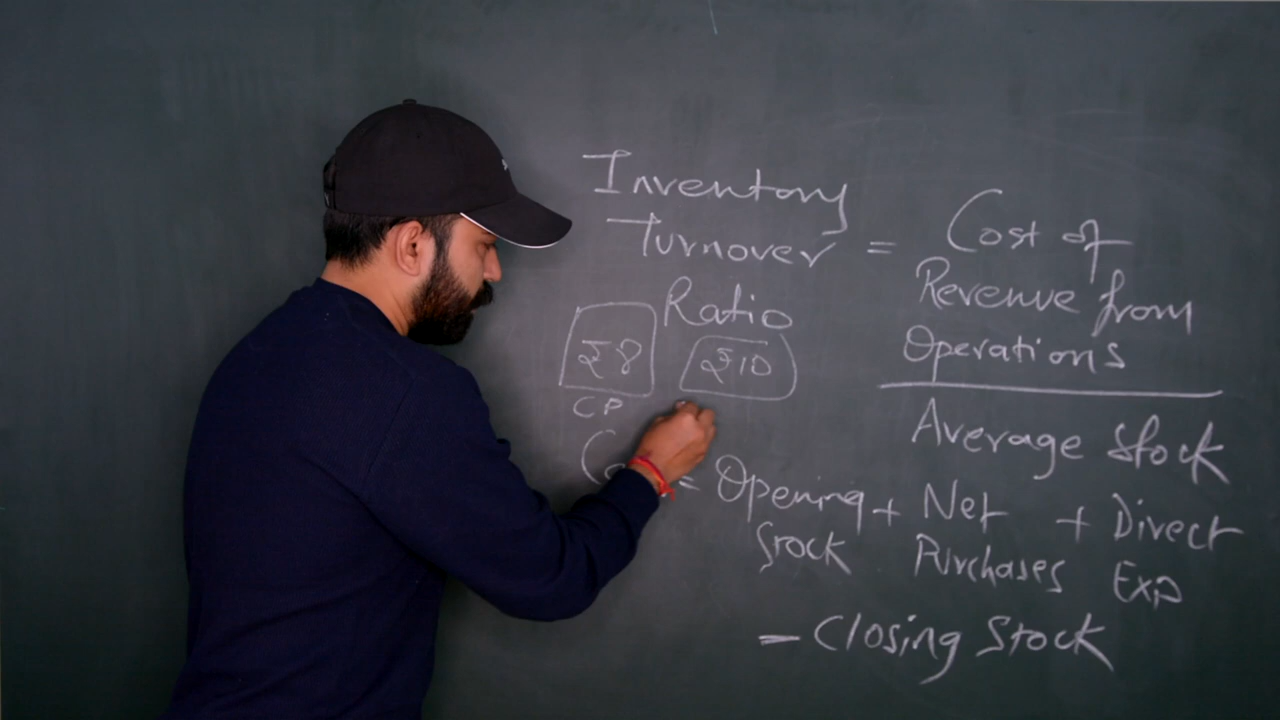 Inventory
Turnover =
Ratio
Cost of
Revenue from
Operations
Average Stock
₹8
₹10
CP
= Opening + Net + Direct
Stock Purchases Exp
- Closing Stock